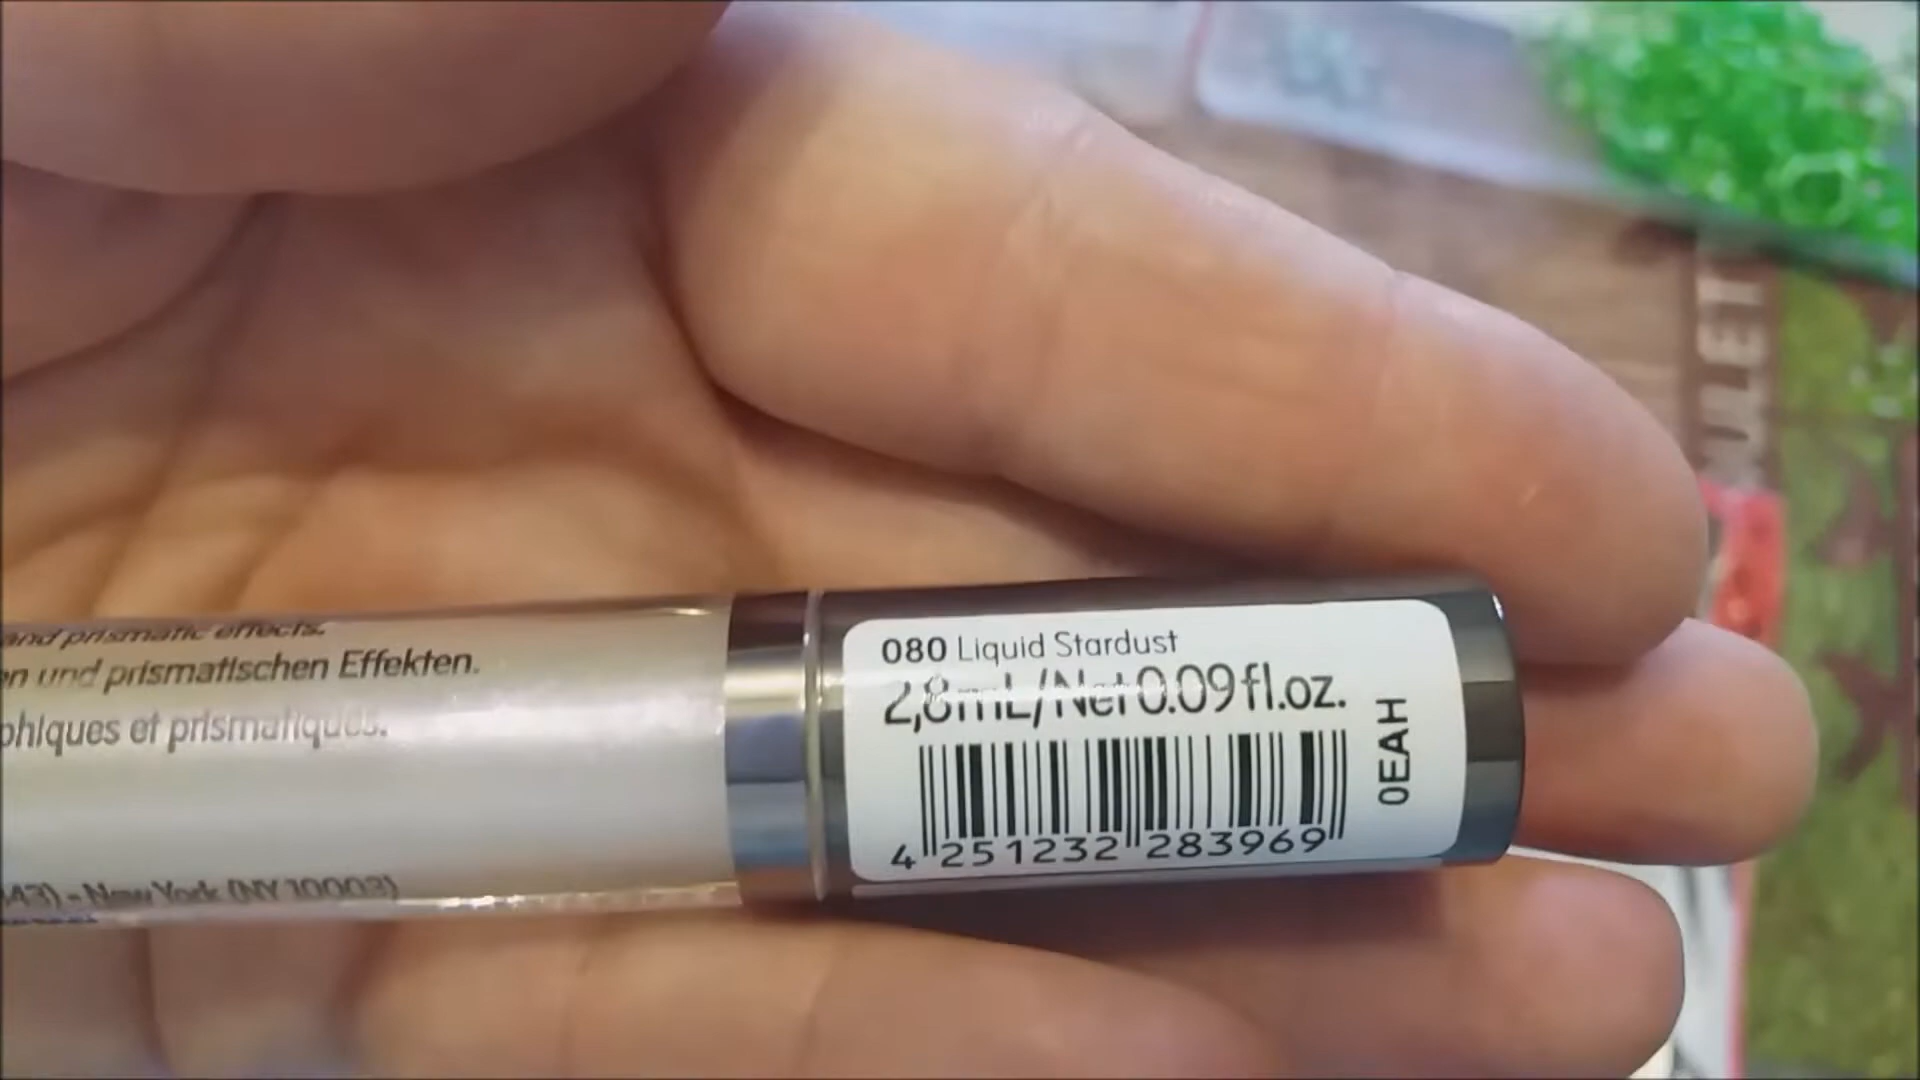 and prismatic effects.
en und prismatischen Effekten.
phiques et prismatiques.
143) - New York (NY 10003)
080 Liquid Stardust
2,8mL/Net 0.09 fl.oz.
0EAH
4 251232 283969